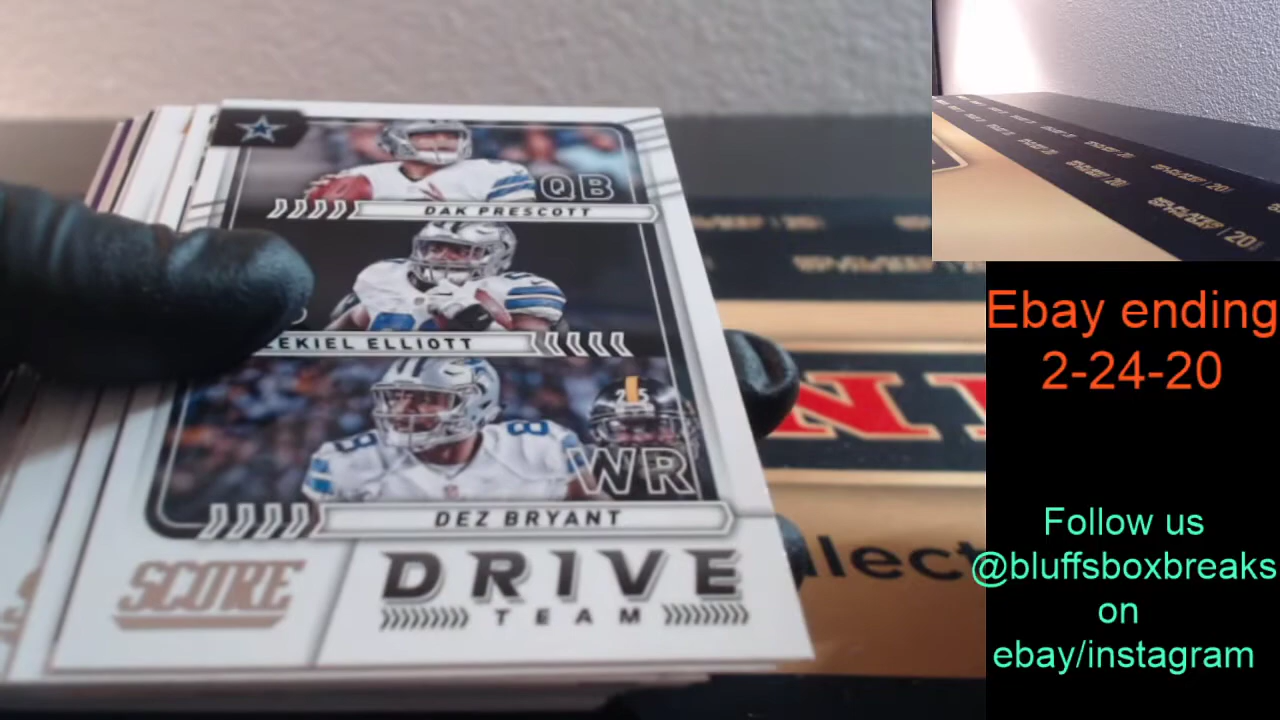 QB
DAK PRESCOTT
EKIEL ELLIOTT
WR
DEZ BRYANT
SCORE
DRIVE
TEAM
Ebay ending
2-24-20
Follow us
@bluffsboxbreaks
on
ebay/instagram